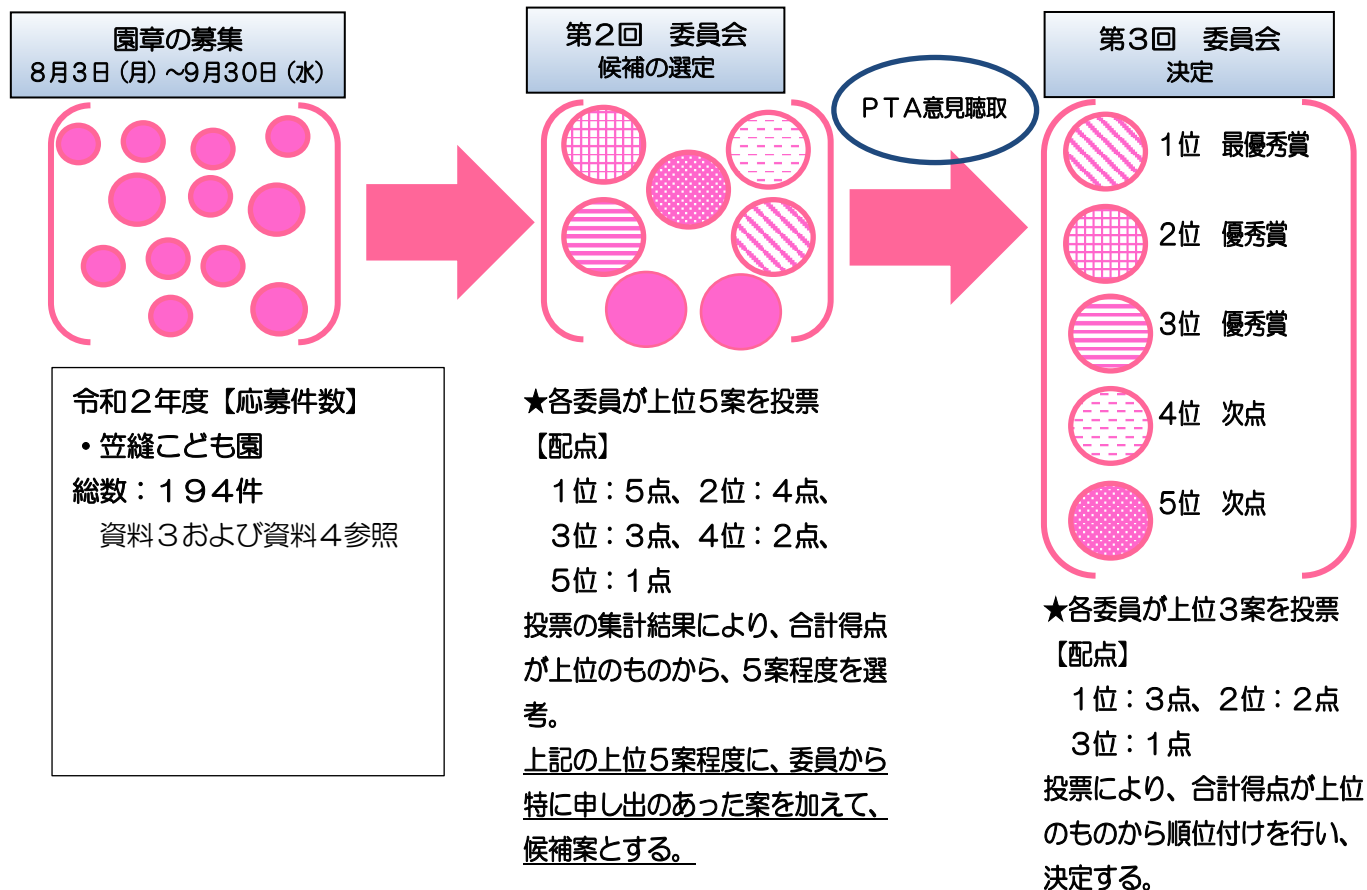 園章の募集
8月3日(月)~9月30日(水)
第2回 委員会
候補の選定
PTA意見聴取
第3回 委員会
決定
1位 最優秀賞
2位 優秀賞
3位 優秀賞
4位 次点
5位 次点
令和2年度【応募件数】
・笠縫こども園
総数:194件
資料3および資料4参照
★各委員が上位5案を投票
【配点】
1位:5点、2位:4点、
3位:3点、4位:2点、
5位:1点
投票の集計結果により、合計得点
が上位のものから、5案程度を選
考。
上記の上位5案程度に、委員から
特に申し出のあった案を加えて、
候補案とする。
★各委員が上位3案を投票
【配点】
1位:3点、2位:2点
3位:1点
投票により、合計得点が上位
のものから順位付けを行い、
決定する。